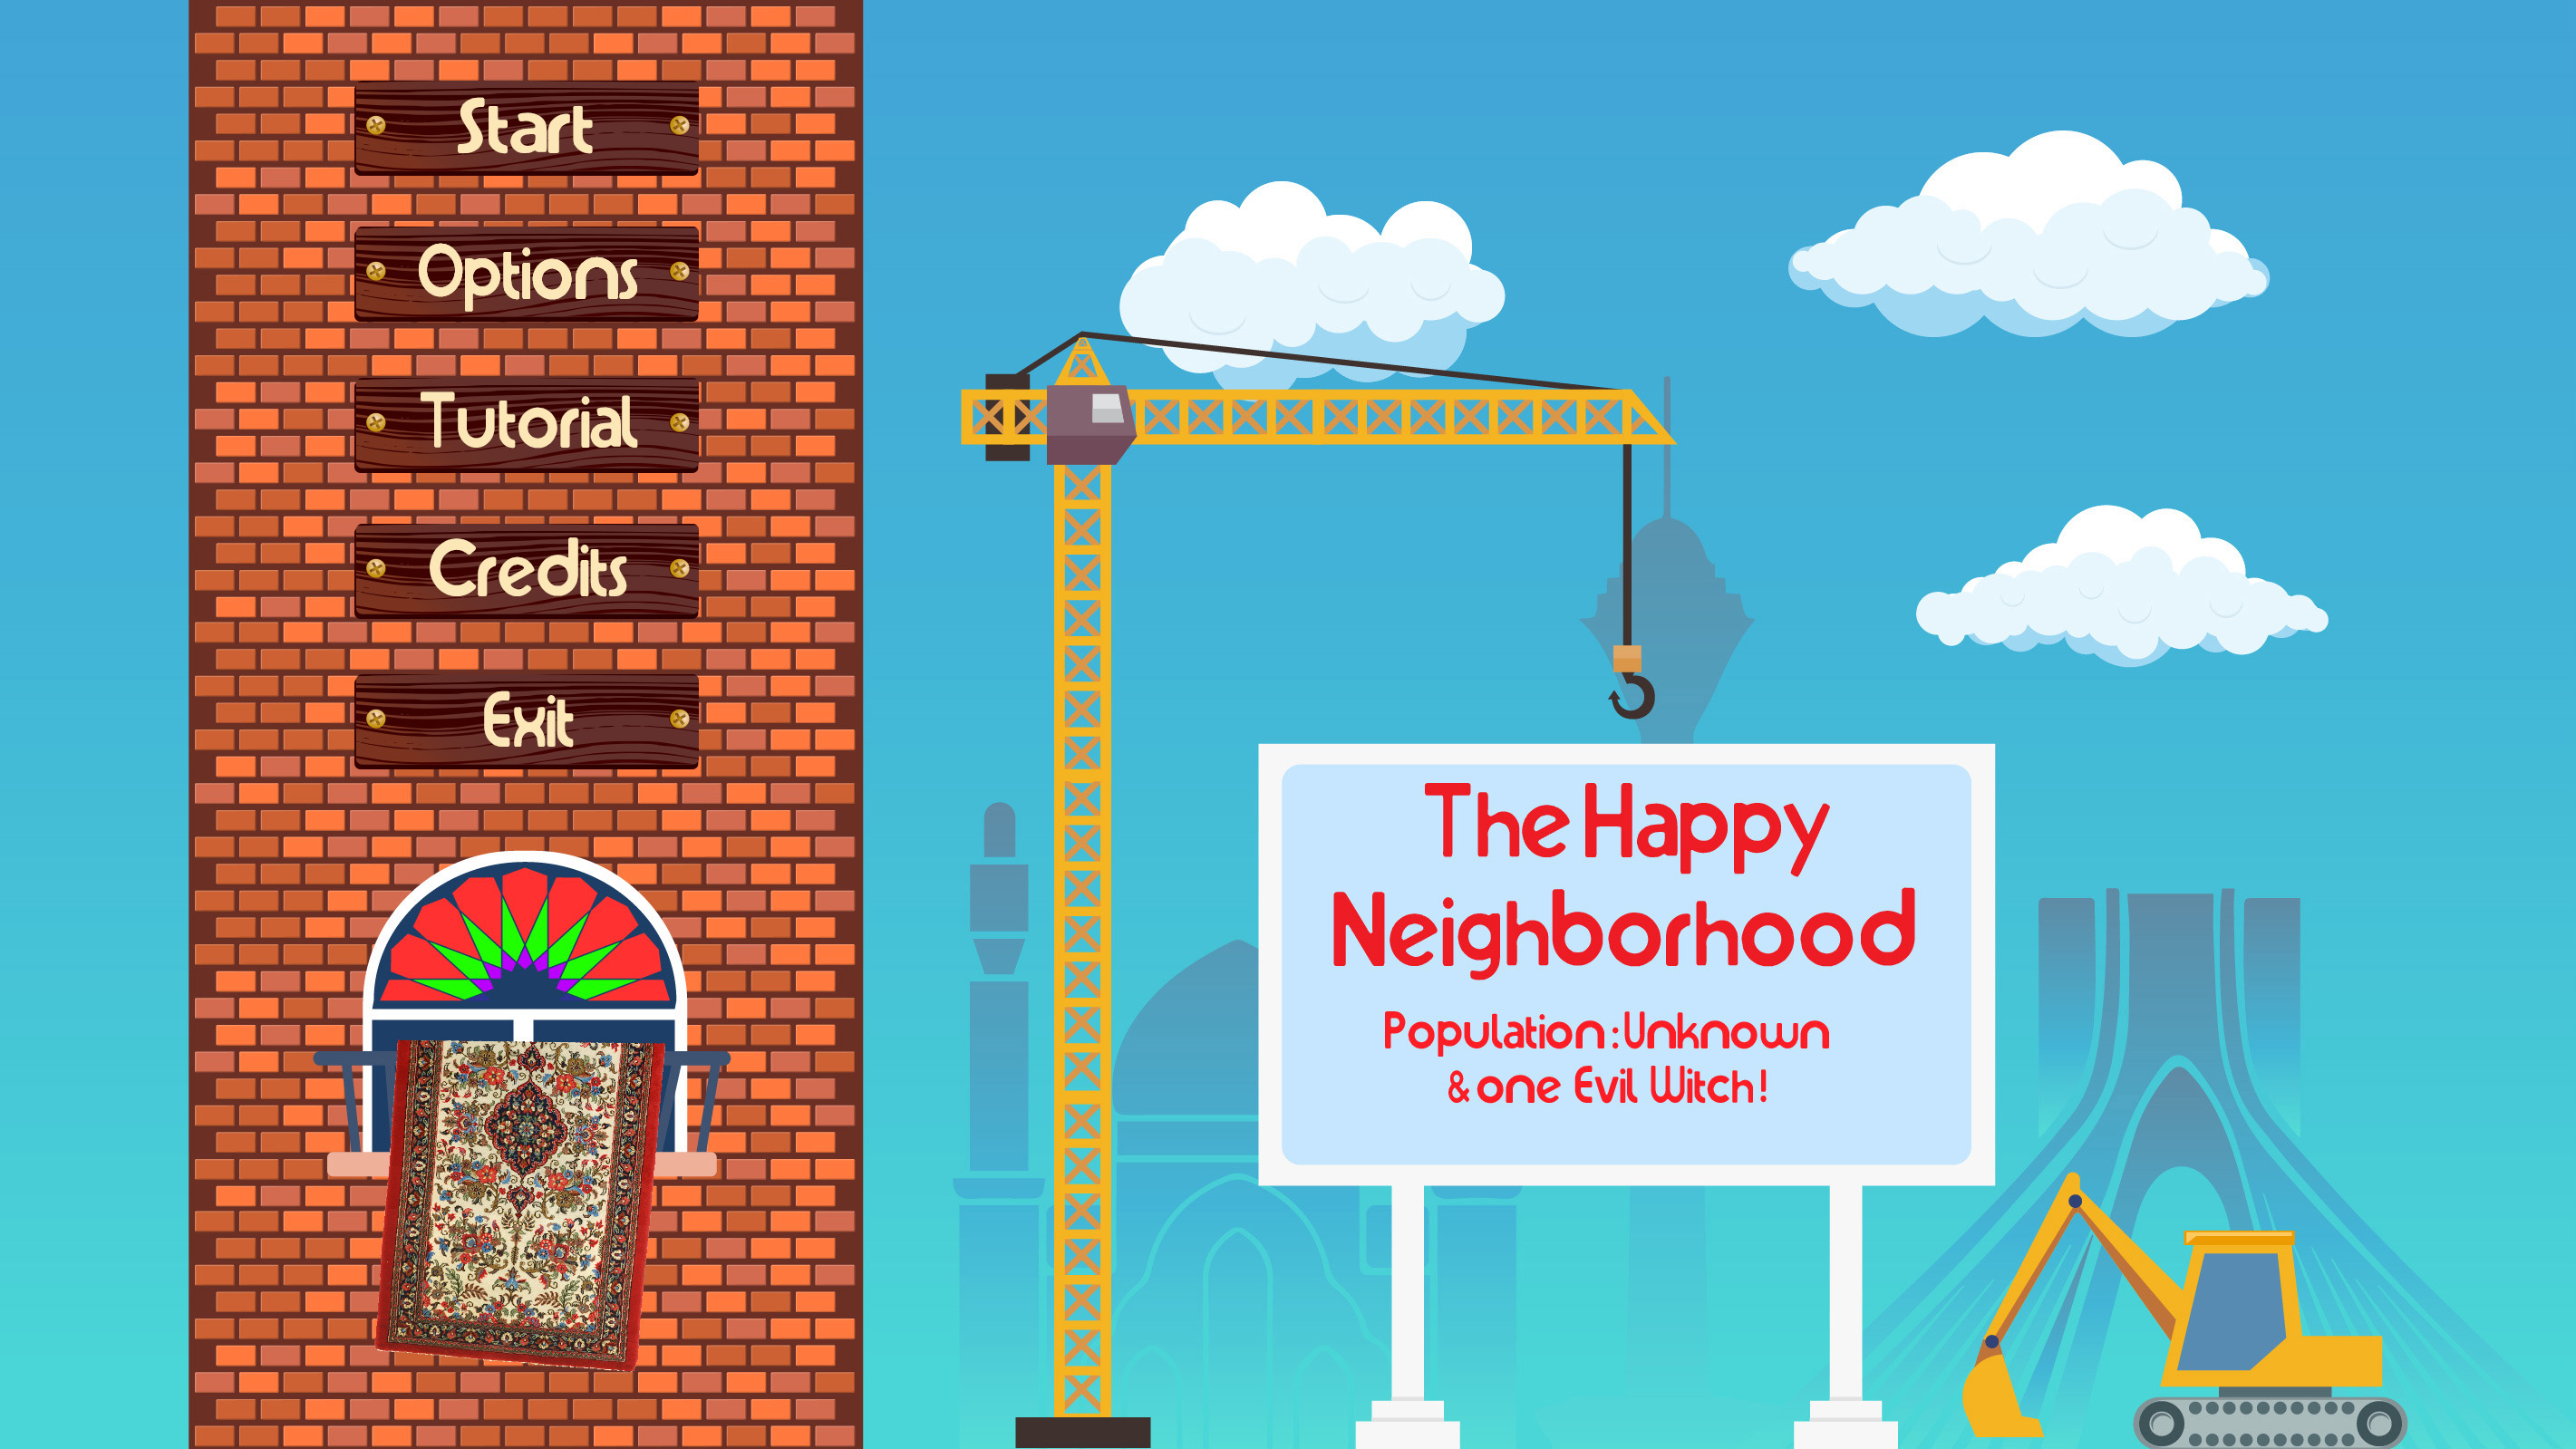 Start
Options
Tutorial
Credits
Exit
The Happy
Neighborhood
Population : Unknown
& one Evil Witch!